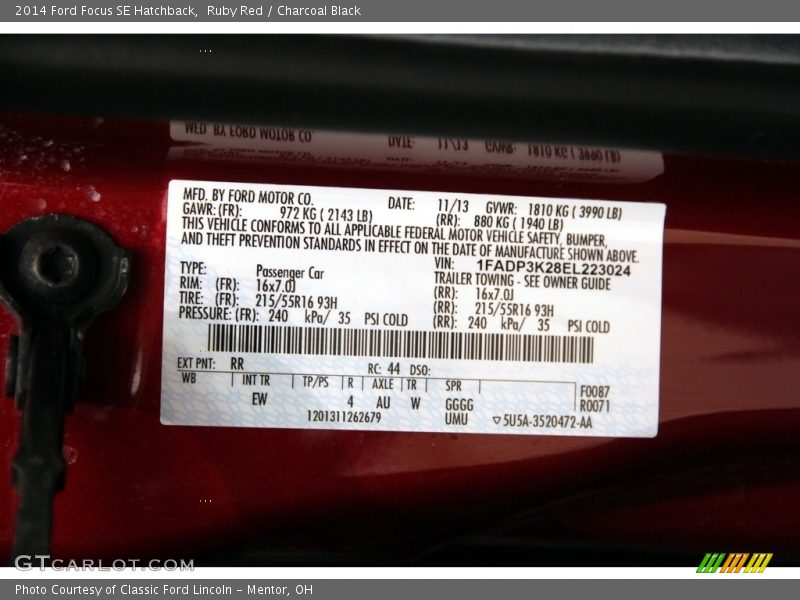 2014 Ford Focus SE Hatchback,  Ruby Red / Charcoal Black
MFD. BY FORD MOTOR CO. DATE: 11/13 GVWR: 1810 KG ( 3990 LB)
GAWR: (FR): 972 KG ( 2143 LB) (RR): 880 KG ( 1940 LB)
THIS VEHICLE CONFORMS TO ALL APPLICABLE FEDERAL MOTOR VEHICLE SAFETY, BUMPER,
AND THEFT PREVENTION STANDARDS IN EFFECT ON THE DATE OF MANUFACTURE SHOWN ABOVE.
VIN: 1FADP3K28EL223024
TYPE: Passenger Car TRAILER TOWING - SEE OWNER GUIDE
RIM: (FR): 16x7.0J (RR): 16x7.0J
TIRE: (FR): 215/55R16 93H (RR): 215/55R16 93H
PRESSURE: (FR): 240 kPa/ 35 PSI COLD (RR): 240 kPa/ 35 PSI COLD
EXT PNT: RR RC: 44 DSO:
WB INT TR TP/PS R AXLE TR SPR F0087
EW 4 AU W GGGG R0071
1201311262679 UMU ▽5U5A-3520472-AA
GTCARLOT.COM
Photo Courtesy of Classic Ford Lincoln - Mentor, OH